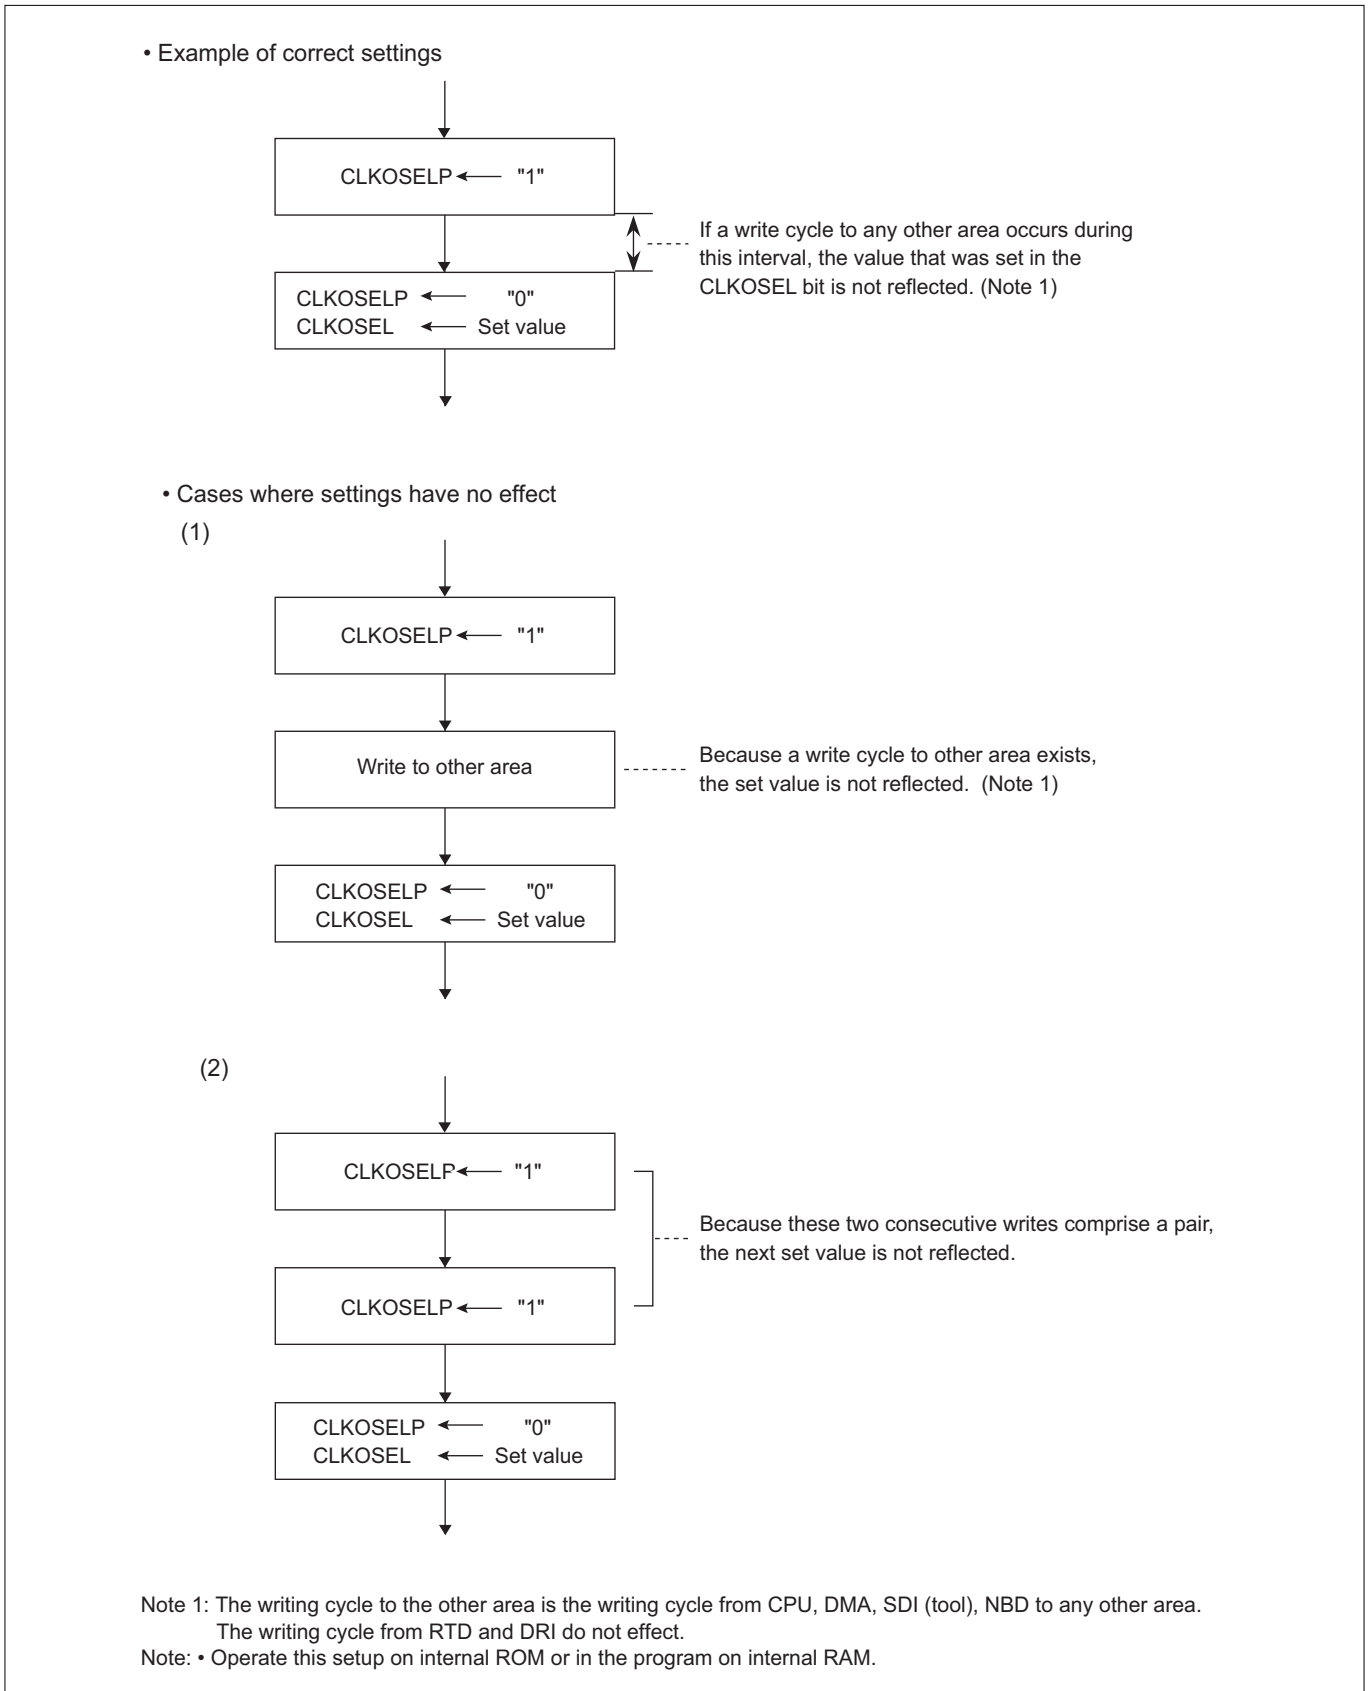 • Example of correct settings
CLKOSELP ← "1"
If a write cycle to any other area occurs during
this interval, the value that was set in the
CLKOSEL bit is not reflected. (Note 1)
CLKOSELP ← "0"
CLKOSEL ← Set value
• Cases where settings have no effect
(1)
CLKOSELP ← "1"
Write to other area
Because a write cycle to other area exists,
the set value is not reflected. (Note 1)
CLKOSELP ← "0"
CLKOSEL ← Set value
(2)
CLKOSELP ← "1"
Because these two consecutive writes comprise a pair,
the next set value is not reflected.
CLKOSELP ← "1"
CLKOSELP ← "0"
CLKOSEL ← Set value
Note 1: The writing cycle to the other area is the writing cycle from CPU, DMA, SDI (tool), NBD to any other area.
The writing cycle from RTD and DRI do not effect.
Note: • Operate this setup on internal ROM or in the program on internal RAM.